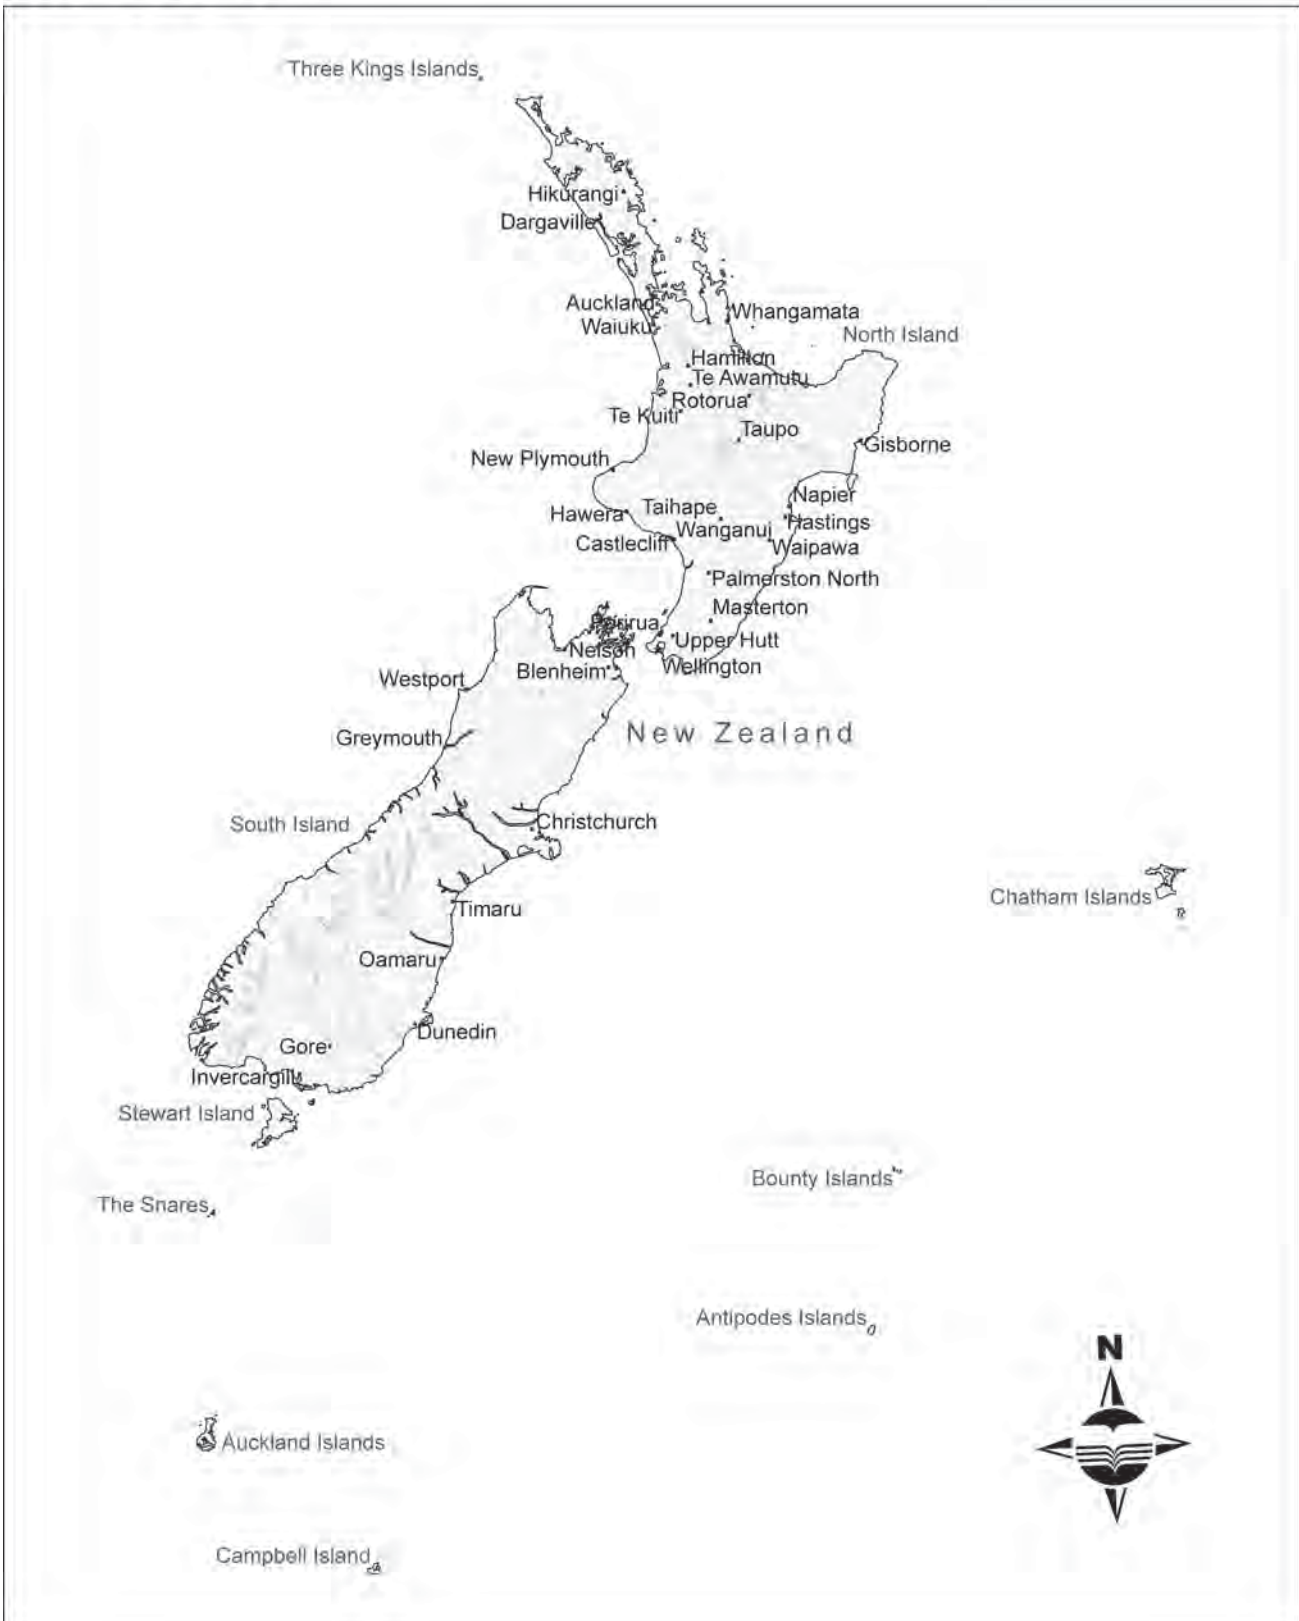 Three Kings Islands
Hikurangi
Dargaville
Auckland
Whangamata
Waiuku
North Island
Hamilton
Te Awamutu
Rotorua
Te Kuiti
Taupo
Gisborne
New Plymouth
Napier
Taihape
Hawera
Hastings
Wanganui
Castlecliff
Waipawa
Palmerston North
Masterton
Porirua
Upper Hutt
Nelson
Wellington
Blenheim
Westport
New Zealand
Greymouth
Christchurch
South Island
Chatham Islands
Timaru
Oamaru
Dunedin
Gore
Invercargill
Stewart Island
Bounty Islands
The Snares
Antipodes Islands
N
Auckland Islands
Campbell Island